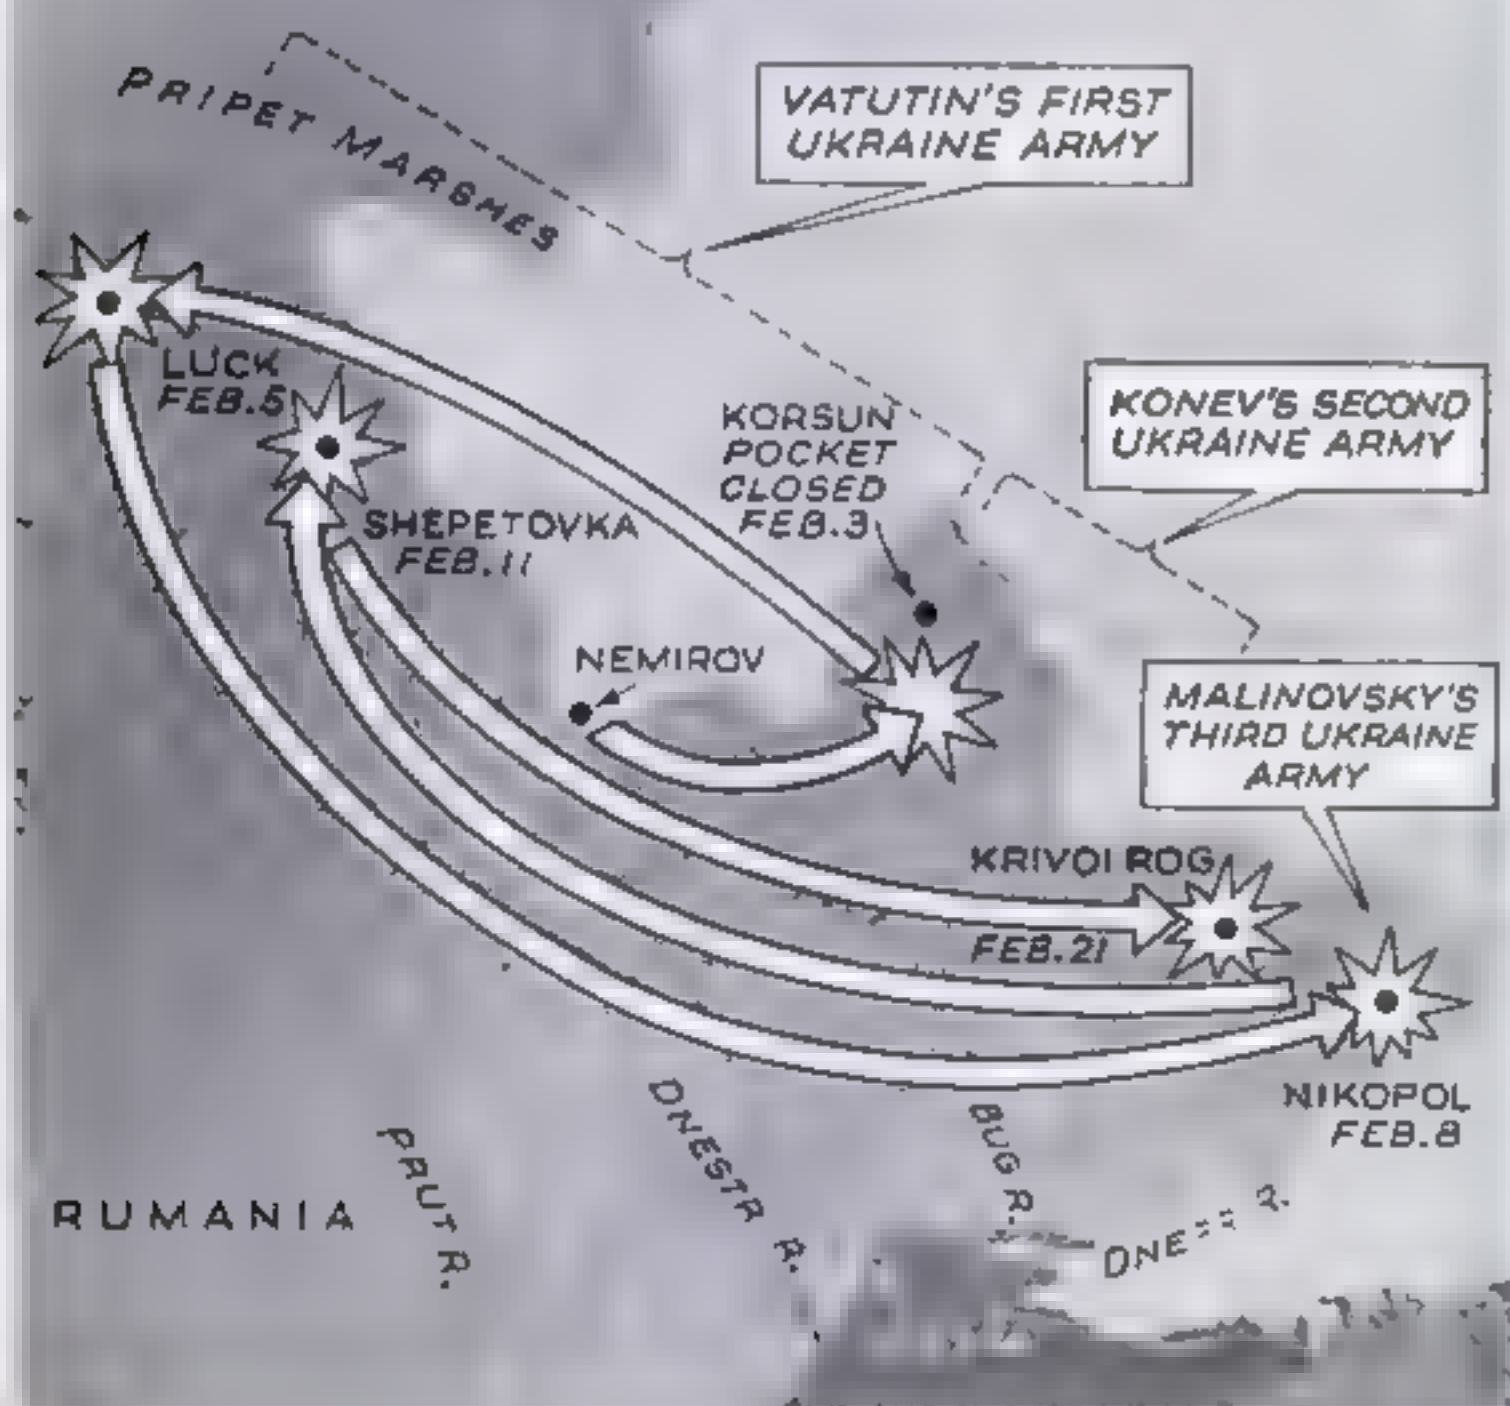 PRIPET MARSHES
VATUTIN'S FIRST
UKRAINE ARMY
LUCK
FEB.5
KORSUN
POCKET
CLOSED
FEB.3
KONEV'S SECOND
UKRAINE ARMY
SHEPETOVKA
FEB.11
NEMIROV
MALINOVSKY'S
THIRD UKRAINE
ARMY
KRIVOI ROG
FEB.21
NIKOPOL
FEB.8
RUMANIA
PRUT R.
DNESTR R.
BUG R.
R.